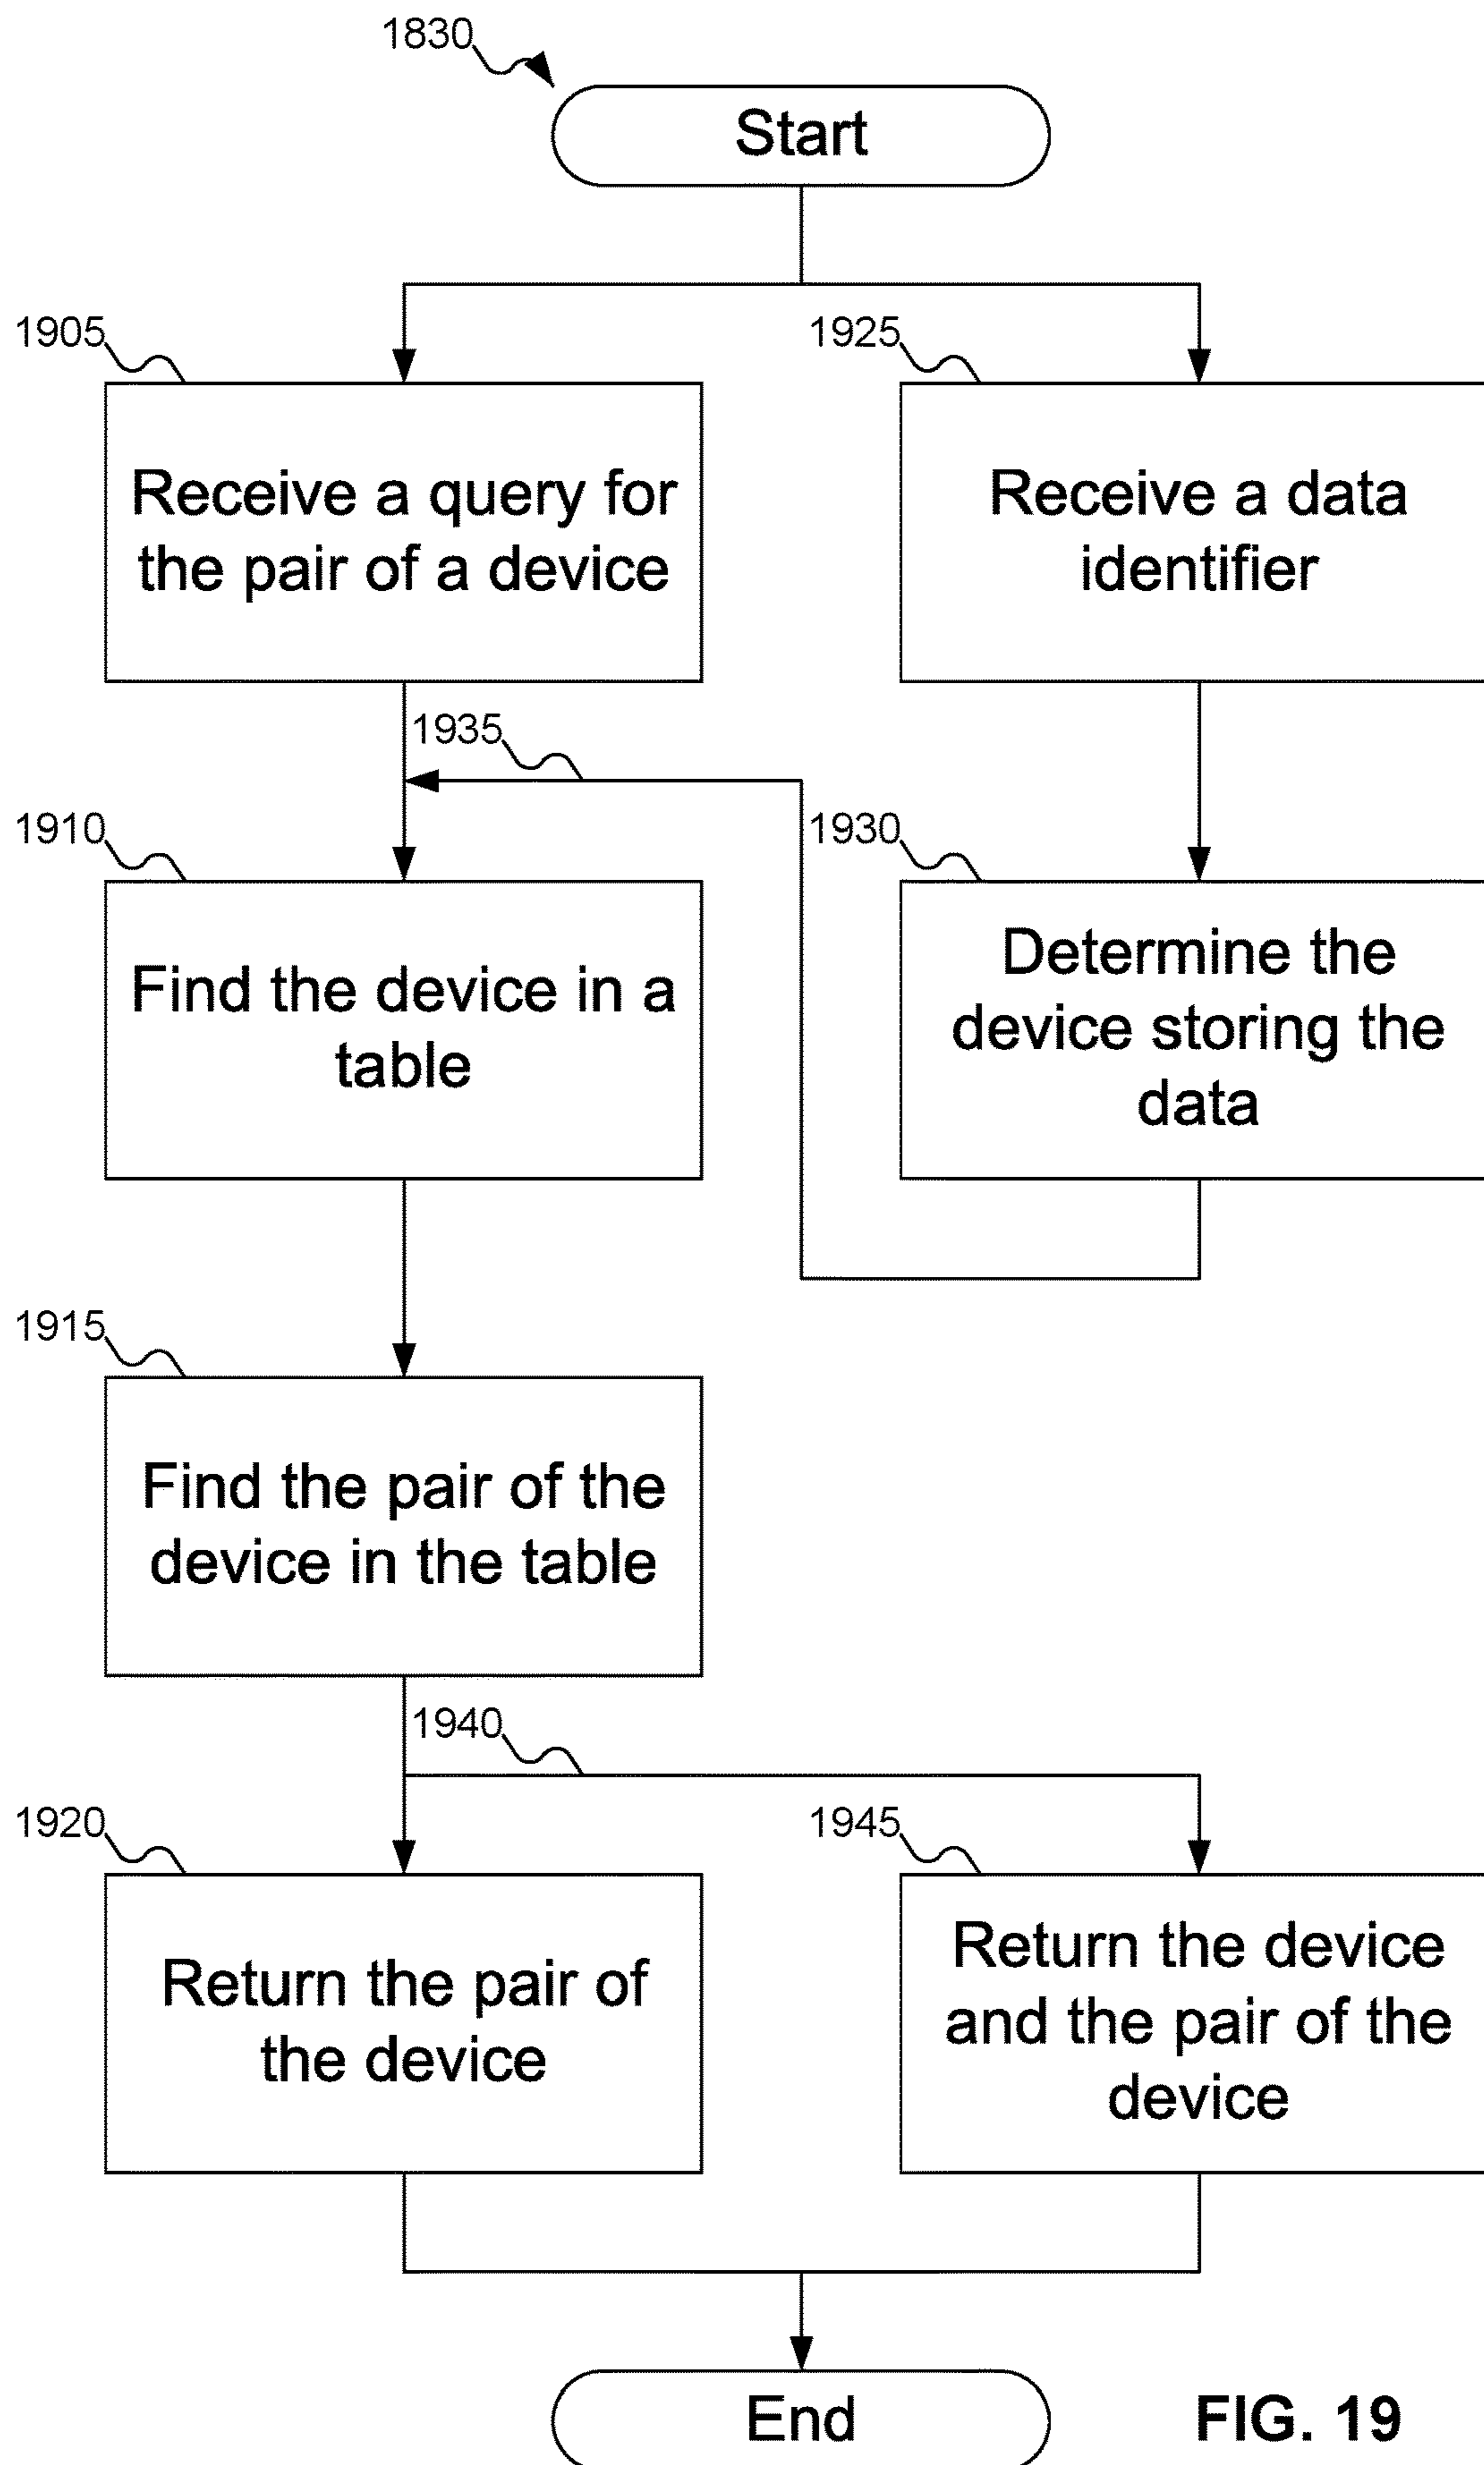 1830
Start
1905
Receive a query for
the pair of a device
1925
Receive a data
identifier
1935
1910
Find the device in a
table
1930
Determine the
device storing the
data
1915
Find the pair of the
device in the table
1940
1920
Return the pair of
the device
1945
Return the device
and the pair of the
device
End
FIG. 19